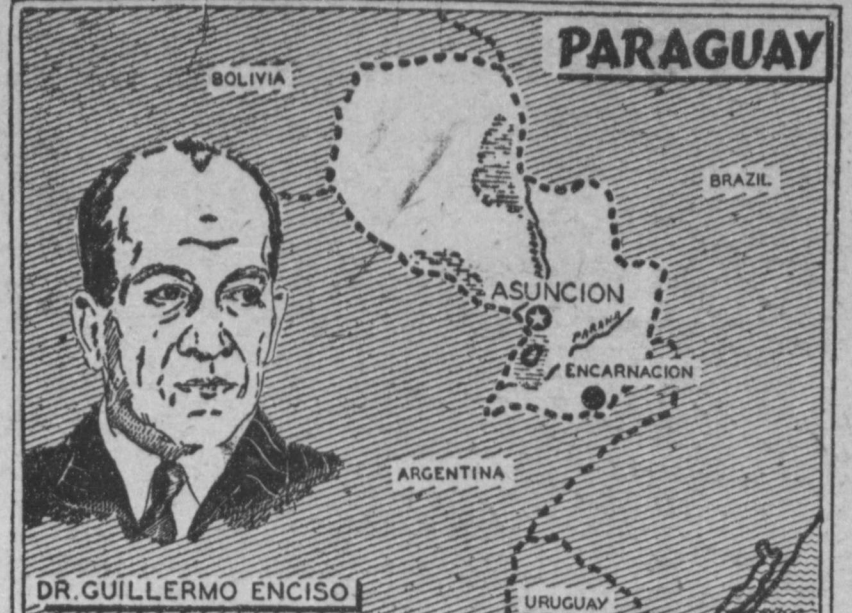 PARAGUAY
BOLIVIA
BRAZIL
ASUNCION
PARANA
ENCARNACION
ARGENTINA
DR. GUILLERMO ENCISO
URUGUAY